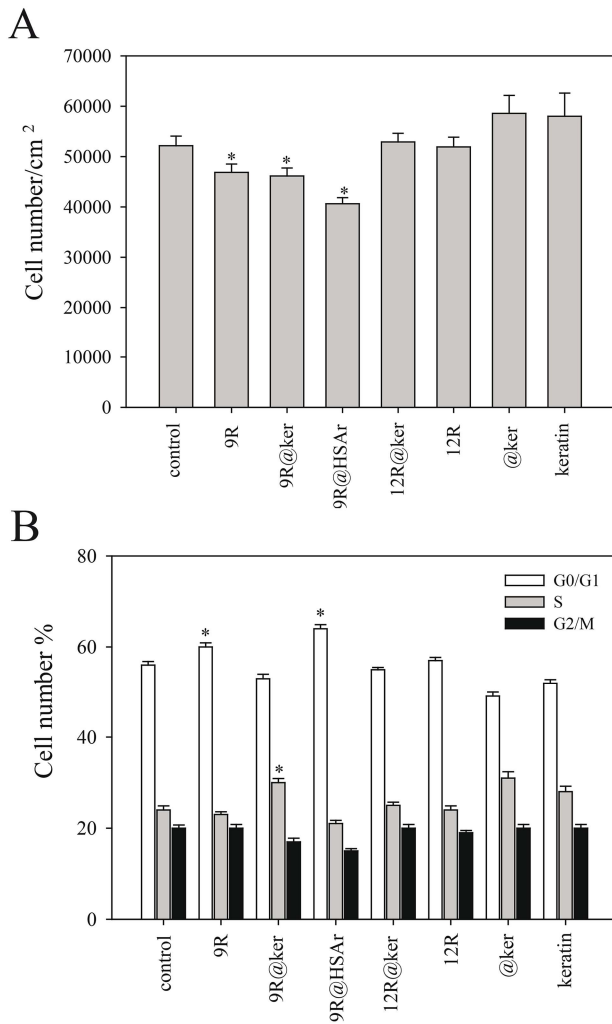 A
70000
60000
50000
40000
30000
20000
10000
0
Cell number/cm 2
*
*
*
control
9R
9R@ker
9R@HSAr
12R@ker
12R
@ker
keratin
B
80
60
40
20
0
Cell number %
G0/G1
S
G2/M
*
*
*
control
9R
9R@ker
9R@HSAr
12R@ker
12R
@ker
keratin